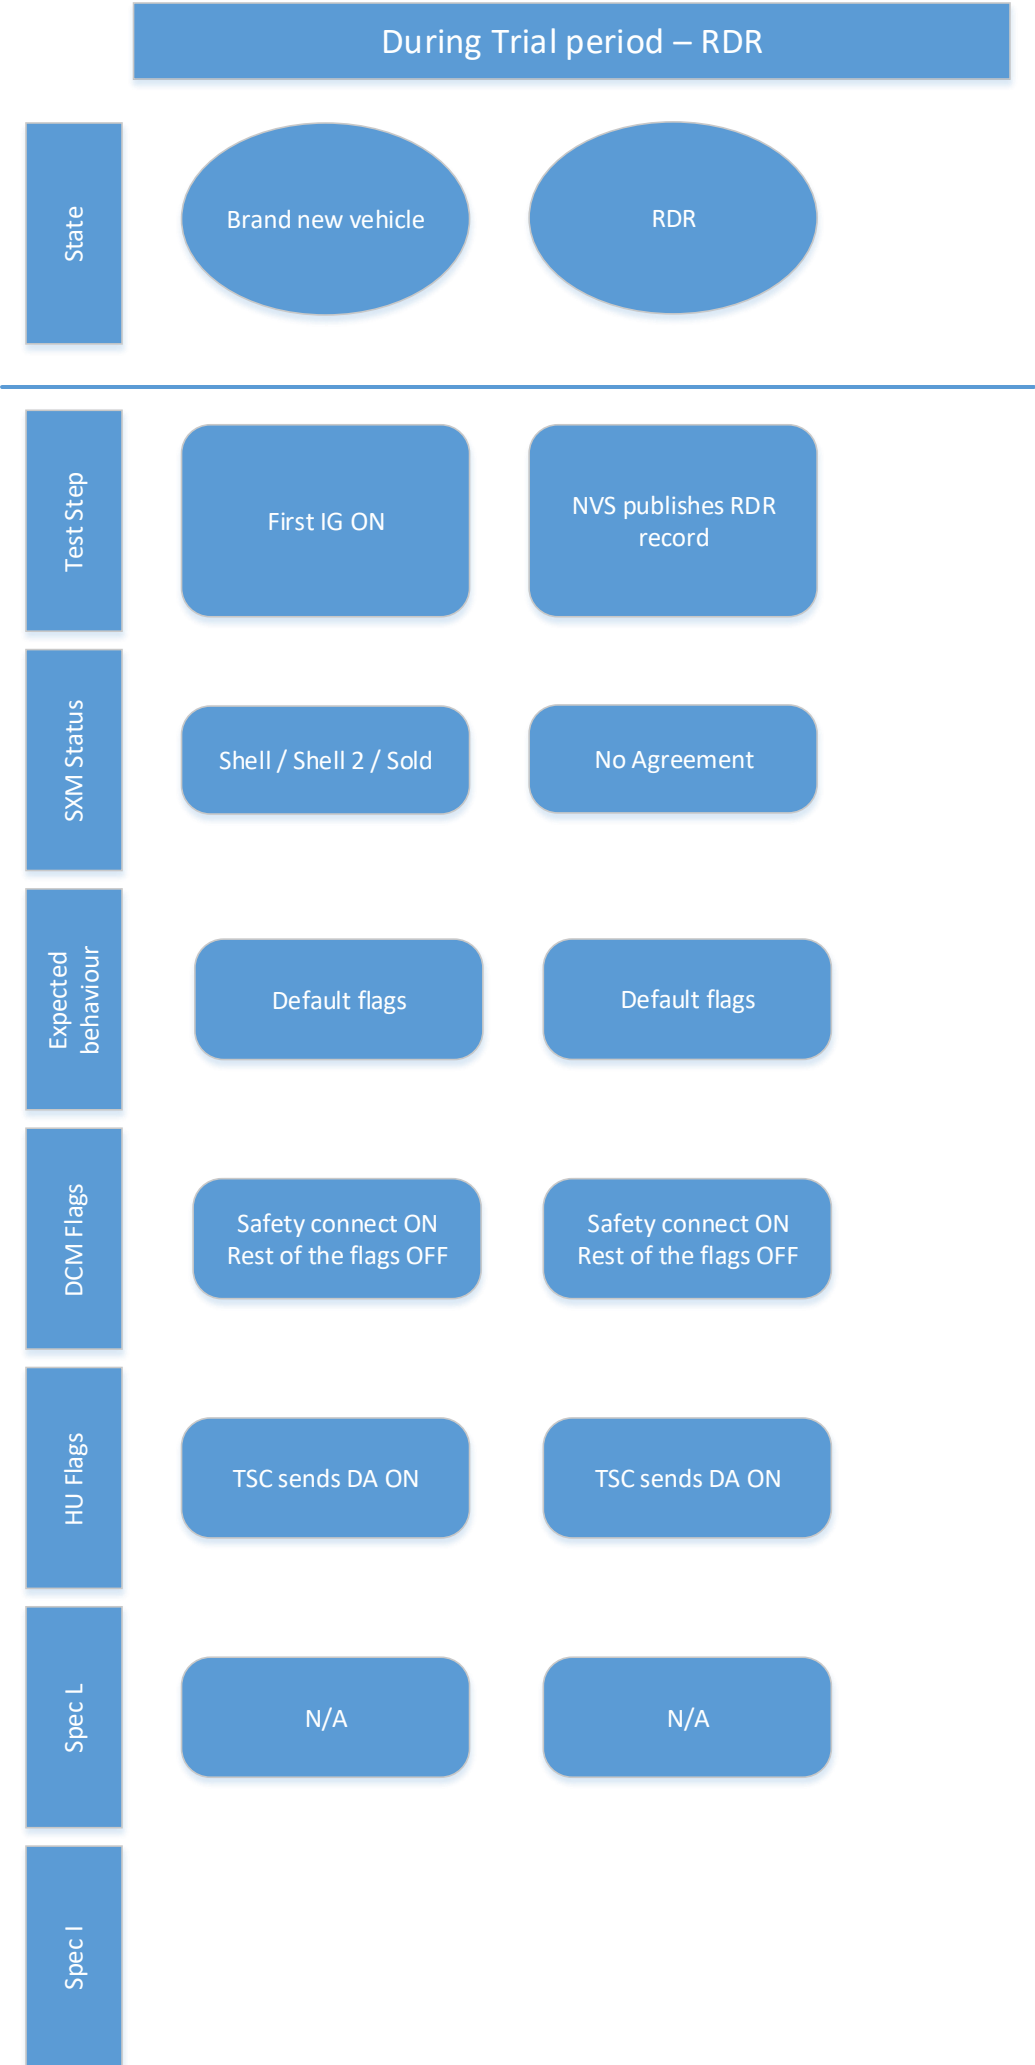 During Trial period – RDR
State
Brand new vehicle
RDR
Test Step
First IG ON
NVS publishes RDR
record
SXM Status
Shell / Shell 2 / Sold
No Agreement
Expected
behaviour
Default flags
Default flags
DCM Flags
Safety connect ON
Rest of the flags OFF
Safety connect ON
Rest of the flags OFF
HU Flags
TSC sends DA ON
TSC sends DA ON
Spec L
N/A
N/A
Spec I